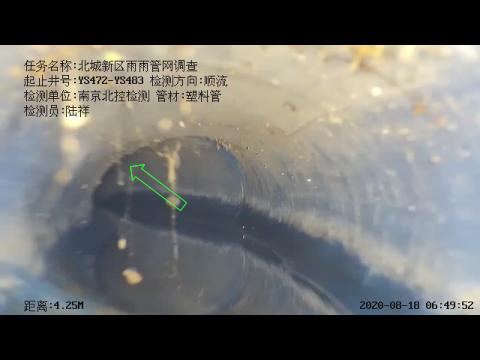 任务名称:北城新区雨雨管网调查
起止井号:YS472-YS483 检测方向:顺流
检测单位:南京北控检测 管材:塑料管
检测员:陆祥
距离:4.25M
2020-08-18 06:49:52